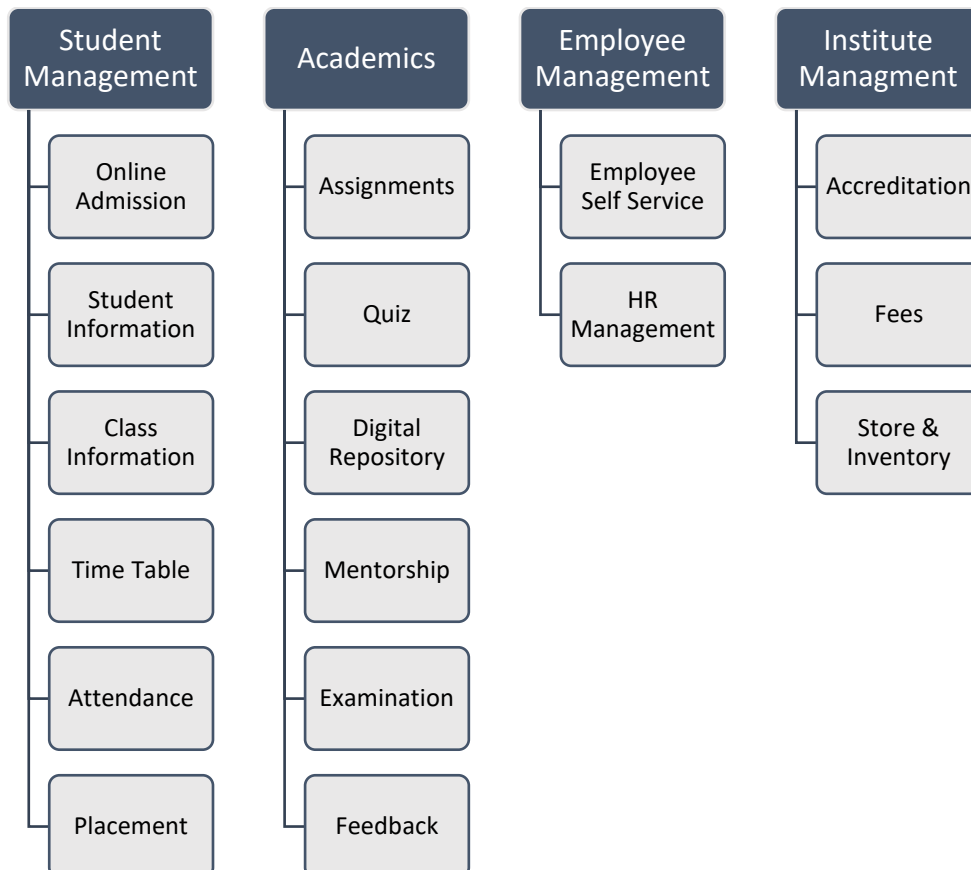 Student
Management
Online
Admission
Student
Information
Class
Information
Time Table
Attendance
Placement
Academics
Assignments
Quiz
Digital
Repository
Mentorship
Examination
Feedback
Employee
Management
Employee
Self Service
HR
Management
Institute
Managment
Accreditation
Fees
Store &
Inventory